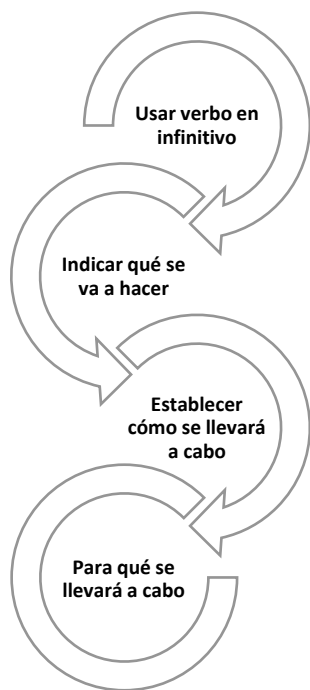 Usar verbo en
infinitivo
Indicar qué se
va a hacer
Establecer
cómo se llevará
a cabo
Para qué se
llevará a cabo